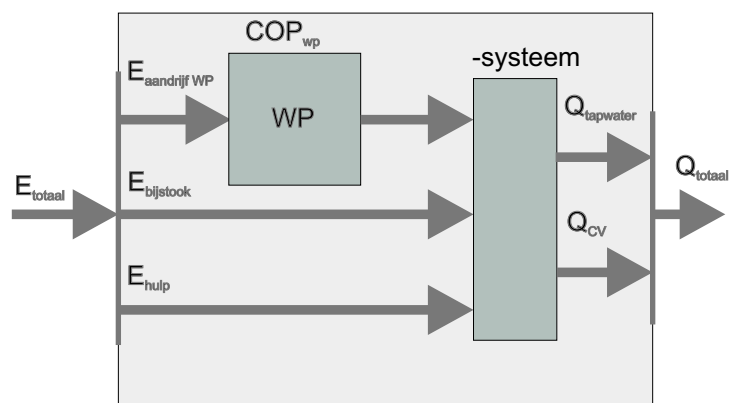 COPwp
-systeem
Eaandrijf WP
WP
Qtapwater
Etotaal
Ebijstook
Qtotaal
QCV
Ehulp